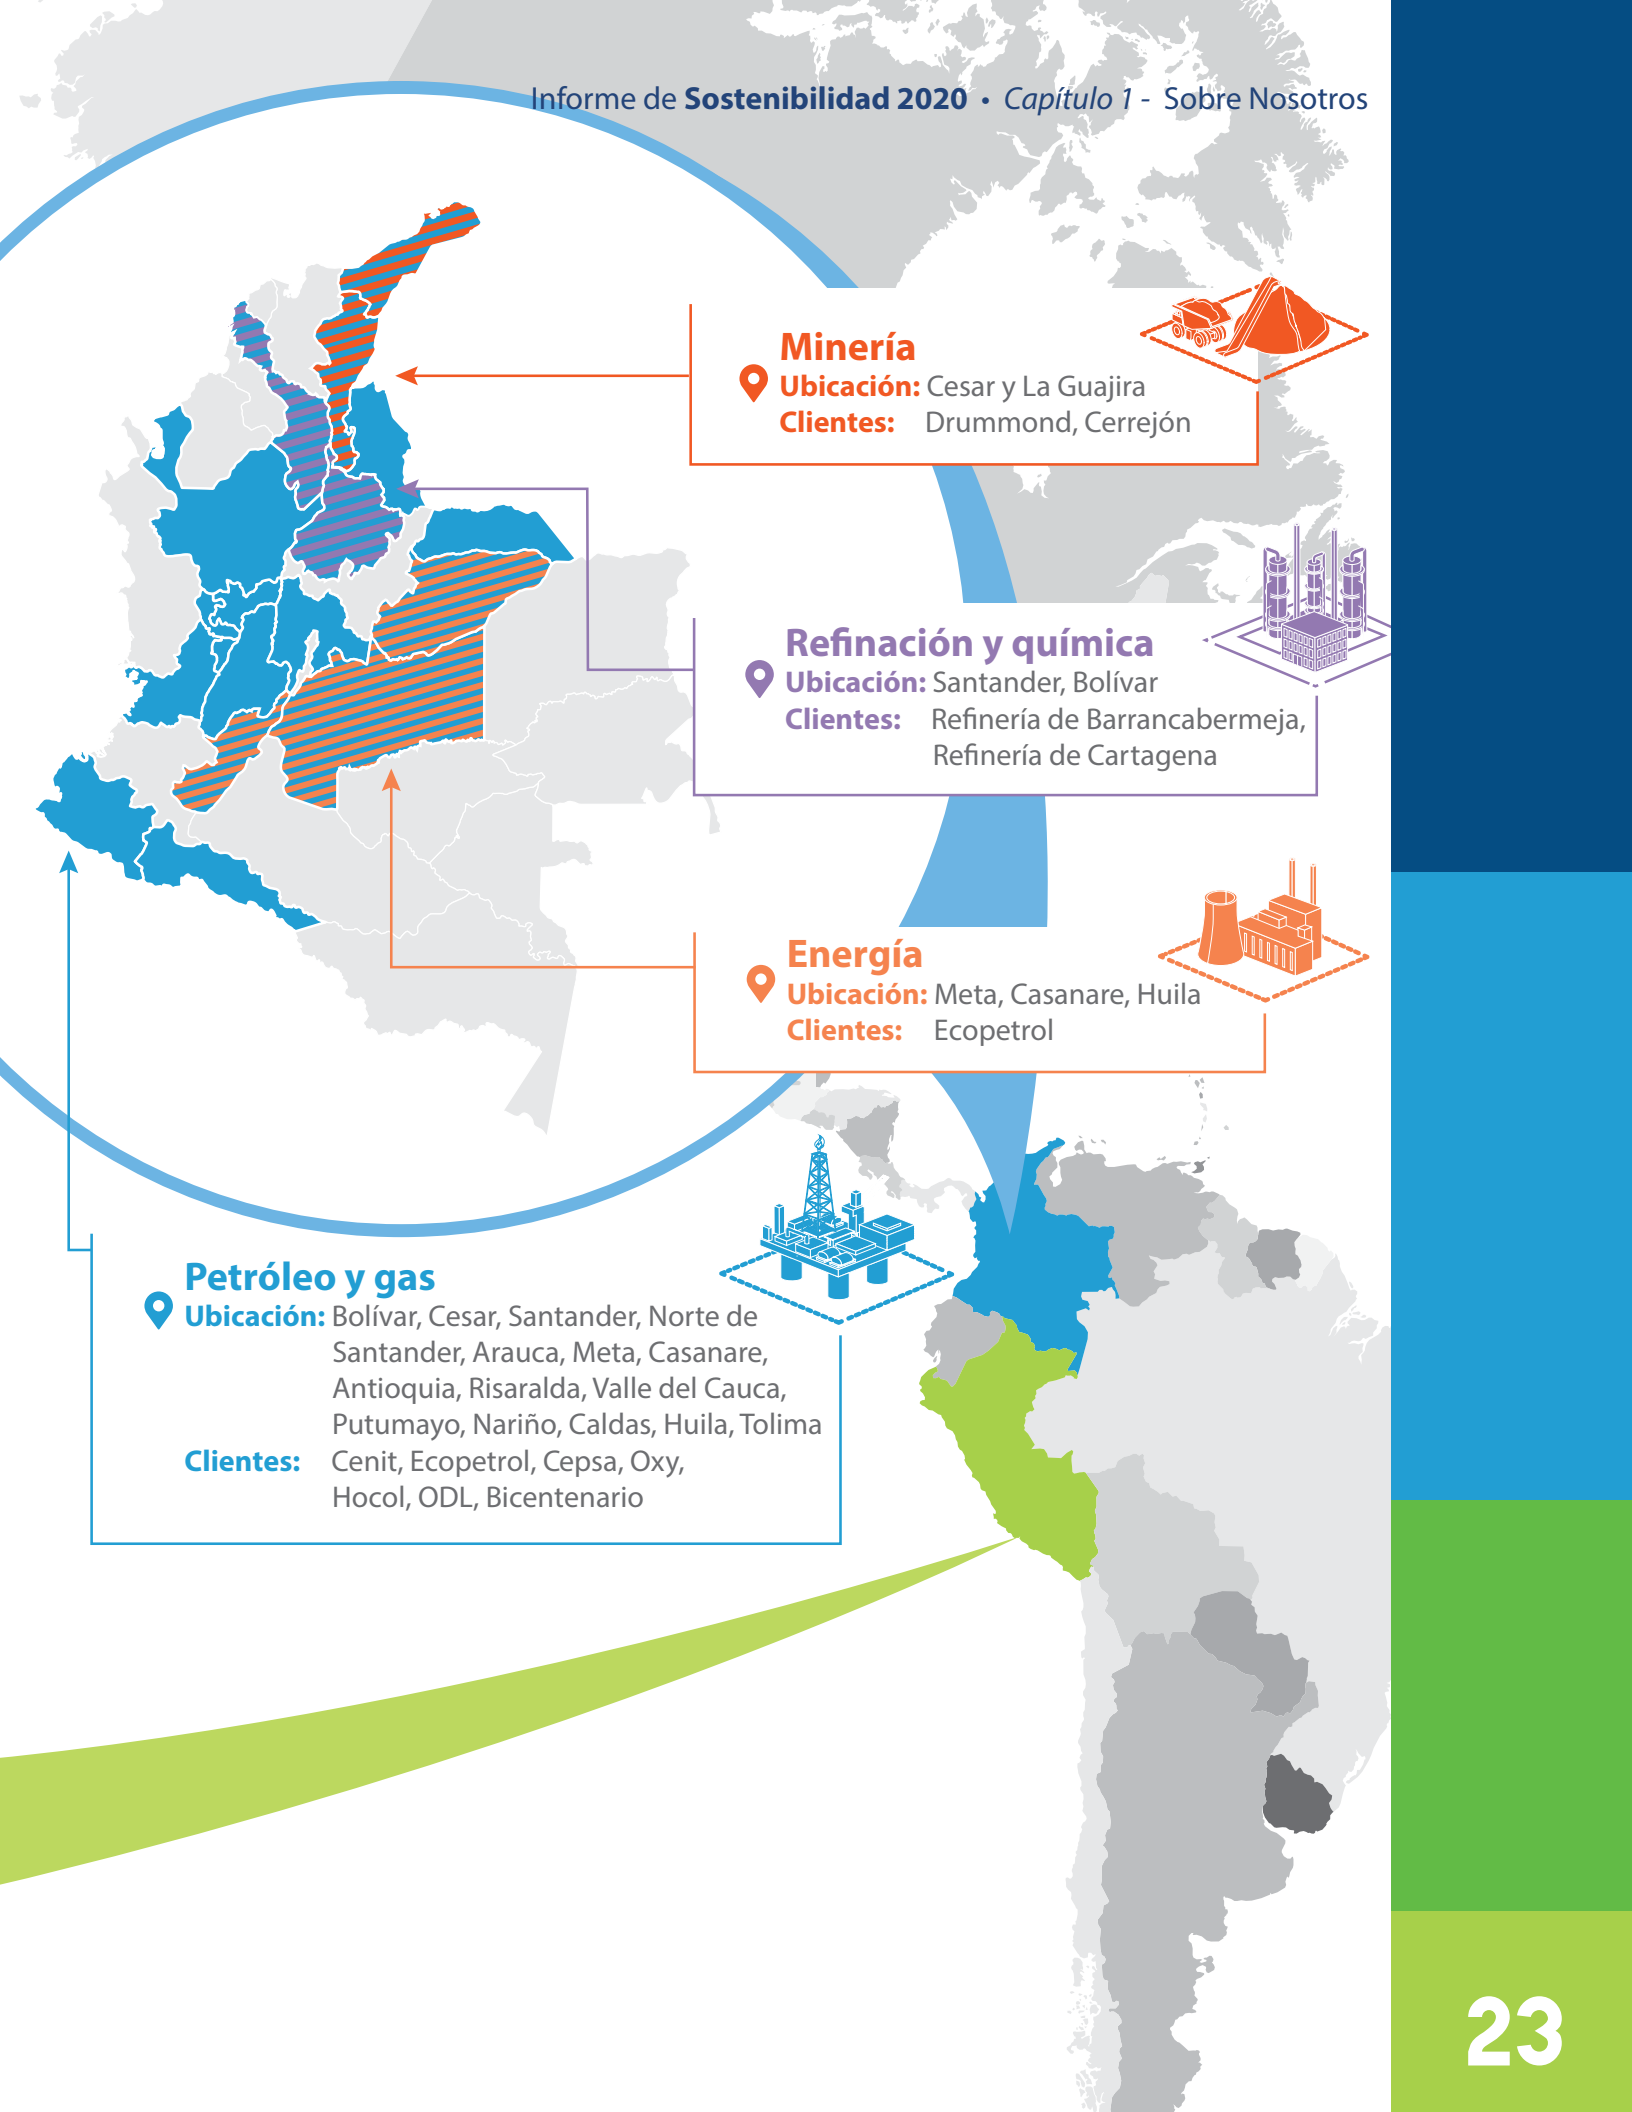 Informe de Sostenibilidad 2020 • Capítulo 1 - Sobre Nosotros
Minería
Ubicación: Cesar y La Guajira
Clientes: Drummond, Cerrejón
Refinación y química
Ubicación: Santander, Bolívar
Clientes: Refinería de Barrancabermeja,
Refinería de Cartagena
Energía
Ubicación: Meta, Casanare, Huila
Clientes: Ecopetrol
Petróleo y gas
Ubicación: Bolívar, Cesar, Santander, Norte de
Santander, Arauca, Meta, Casanare,
Antioquia, Risaralda, Valle del Cauca,
Putumayo, Nariño, Caldas, Huila, Tolima
Clientes: Cenit, Ecopetrol, Cepsa, Oxy,
Hocol, ODL, Bicentenario
23